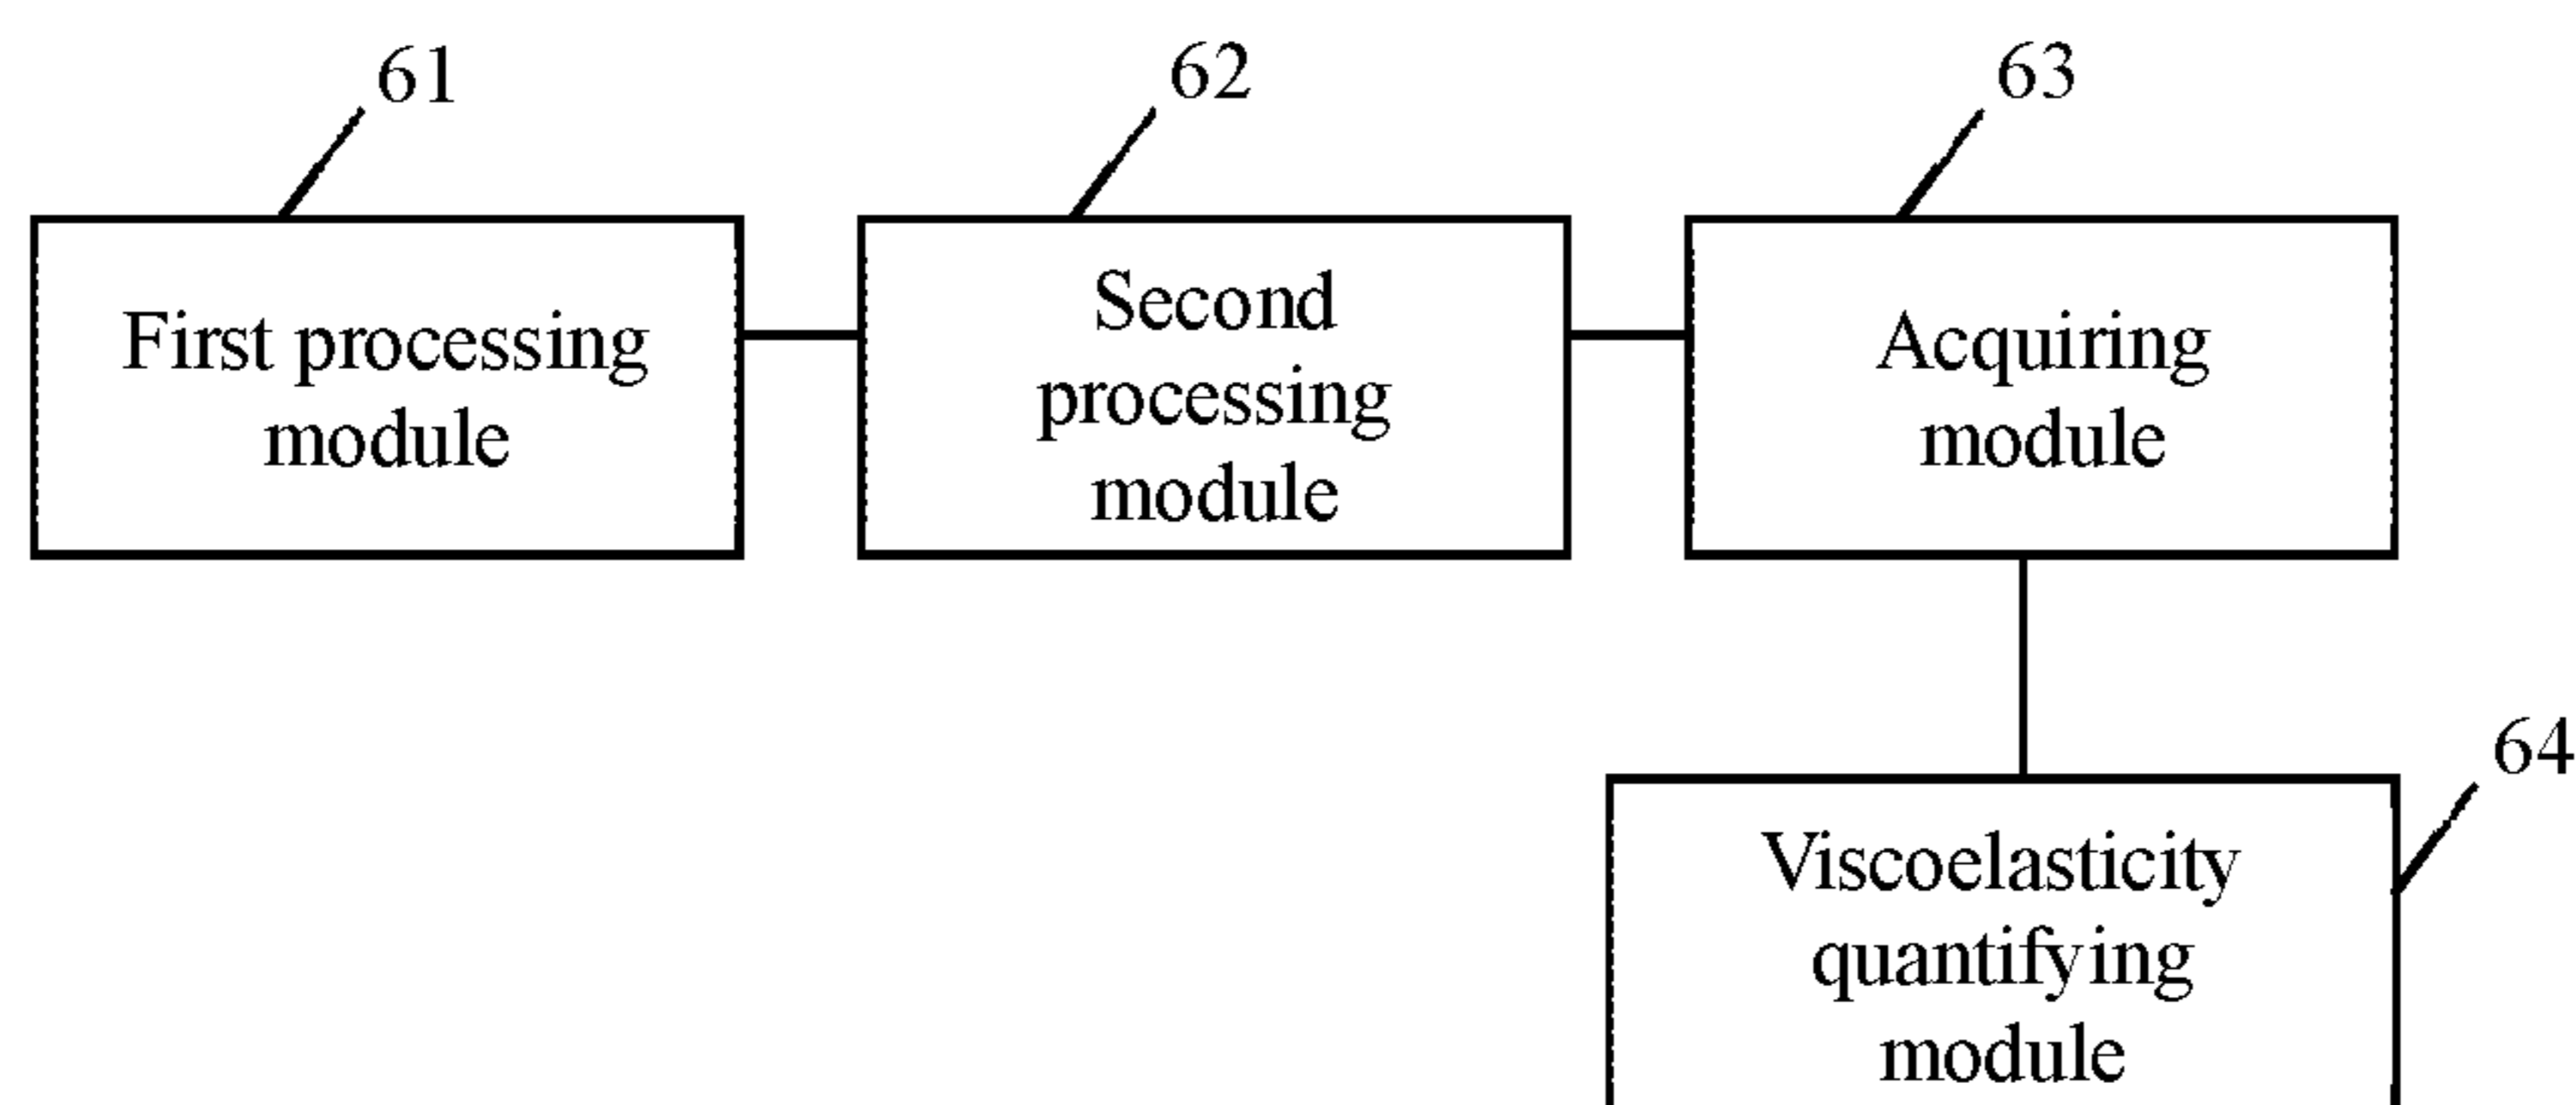 61
62
63
First processing
module
Second
processing
module
Acquiring
module
64
Viscoelasticity
quantifying
module